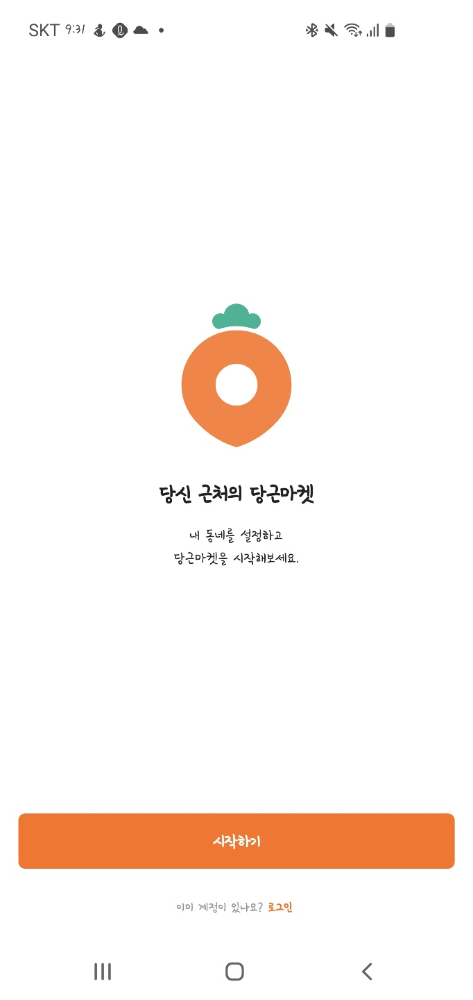 SKT 9:31
당신 근처의 당근마켓
내 동네를 설정하고
당근마켓을 시작해보세요.
시작하기
이미 계정이 있나요? 로그인